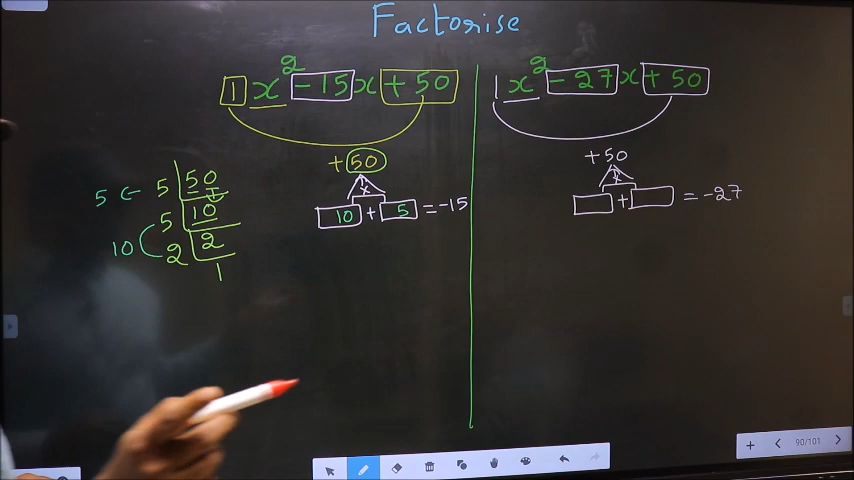 Factorise
1x² - 15x + 50
+ 50
10 + 5 = -15
5 ← 5 | 50
5 | 10
10 ( 2 | 2
1
1x² - 27x + 50
+50
x
+ = -27
90/101